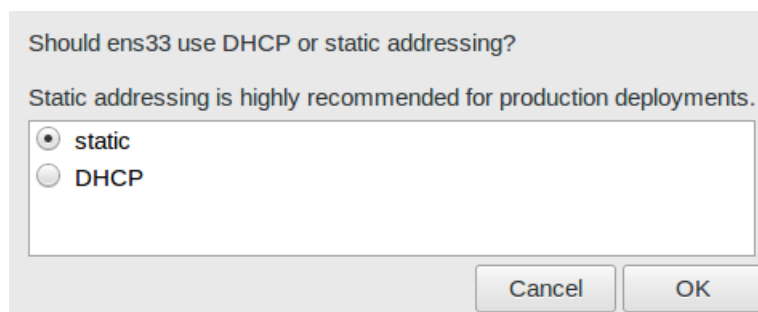 Should ens33 use DHCP or static addressing?
Static addressing is highly recommended for production deployments.
static
DHCP
Cancel OK